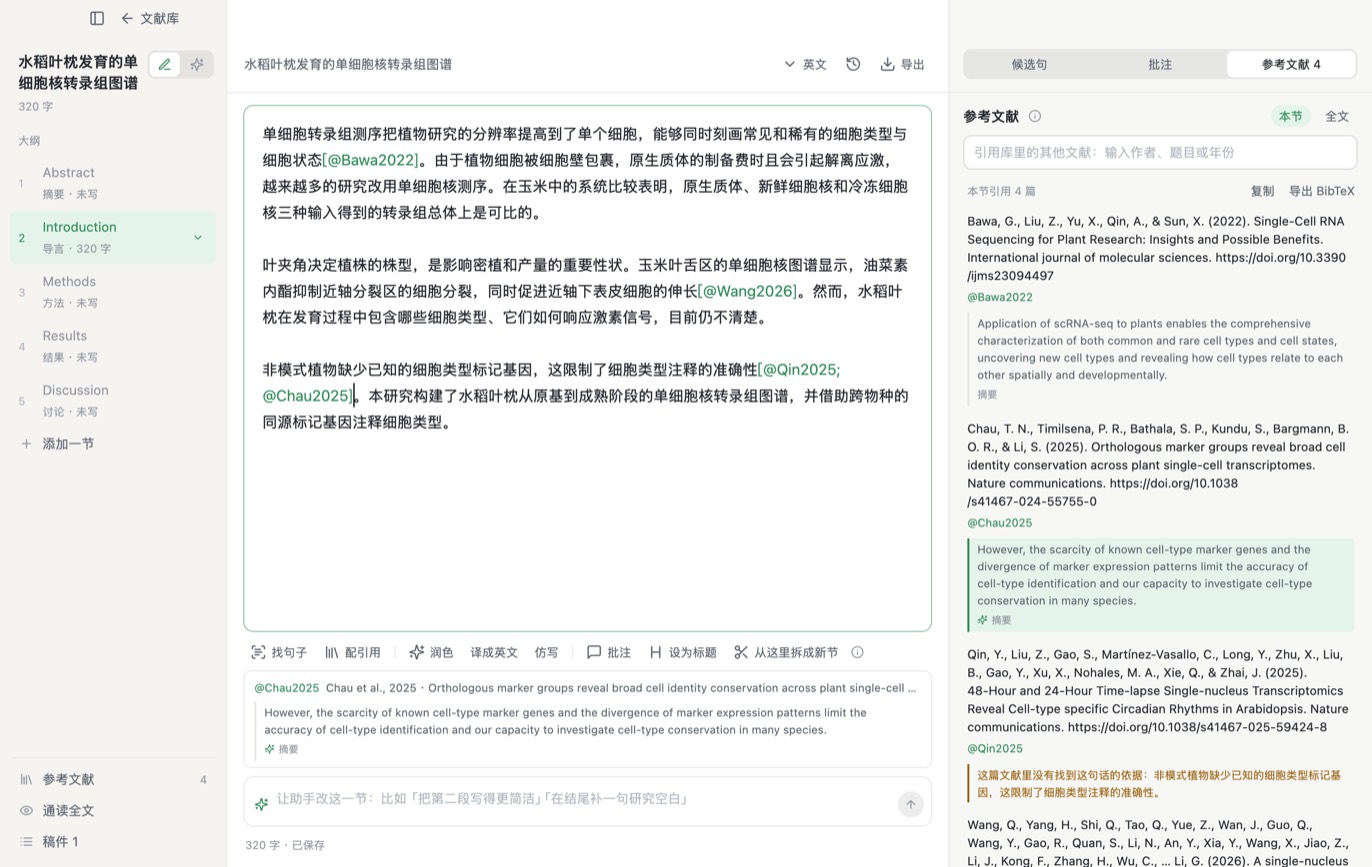 文献库
水稻叶枕发育的单
细胞核转录组图谱
320 字
大纲
1
Abstract
摘要 · 未写
2
Introduction
导言 · 320 字
3
Methods
方法 · 未写
4
Results
结果 · 未写
5
Discussion
讨论 · 未写
添加一节
参考文献 4
通读全文
稿件 1
水稻叶枕发育的单细胞核转录组图谱
英文
导出
单细胞转录组测序把植物研究的分辨率提高到了单个细胞，能够同时刻画常见和稀有的细胞类型与
细胞状态[@Bawa2022]。由于植物细胞被细胞壁包裹，原生质体的制备费时且会引起解离应激，
越来越多的研究改用单细胞核测序。在玉米中的系统比较表明，原生质体、新鲜细胞核和冷冻细胞
核三种输入得到的转录组总体上是可比的。
叶夹角决定植株的株型，是影响密植和产量的重要性状。玉米叶舌区的单细胞核图谱显示，油菜素
内酯抑制近轴分裂区的细胞分裂，同时促进近轴下表皮细胞的伸长[@Wang2026]。然而，水稻叶
枕在发育过程中包含哪些细胞类型、它们如何响应激素信号，目前仍不清楚。
非模式植物缺少已知的细胞类型标记基因，这限制了细胞类型注释的准确性[@Qin2025;
@Chau2025]。本研究构建了水稻叶枕从原基到成熟阶段的单细胞核转录组图谱，并借助跨物种的
同源标记基因注释细胞类型。
找句子
配引用
润色
译成英文
仿写
批注
设为标题
从这里拆成新节
@Chau2025 Chau et al., 2025 · Orthologous marker groups reveal broad cell identity conservation across plant single-cell ...
However, the scarcity of known cell-type marker genes and the divergence of marker expression patterns limit the
accuracy of cell-type identification and our capacity to investigate cell-type conservation in many species.
摘要
让助手改这一节：比如「把第二段写得更简洁」「在结尾补一句研究空白」
320 字 · 已保存
候选句
批注
参考文献 4
参考文献
本节
全文
引用库里的其他文献：输入作者、题目或年份
本节引用 4 篇
复制
导出 BibTeX
Bawa, G., Liu, Z., Yu, X., Qin, A., & Sun, X. (2022). Single-Cell RNA
Sequencing for Plant Research: Insights and Possible Benefits.
International journal of molecular sciences. https://doi.org/10.3390
/ijms23094497
@Bawa2022
Application of scRNA-seq to plants enables the comprehensive
characterization of both common and rare cell types and cell states,
uncovering new cell types and revealing how cell types relate to each
other spatially and developmentally.
摘要
Chau, T. N., Timilsena, P. R., Bathala, S. P., Kundu, S., Bargmann, B.
O. R., & Li, S. (2025). Orthologous marker groups reveal broad cell
identity conservation across plant single-cell transcriptomes.
Nature communications. https://doi.org/10.1038
/s41467-024-55755-0
@Chau2025
However, the scarcity of known cell-type marker genes and the
divergence of marker expression patterns limit the accuracy of
cell-type identification and our capacity to investigate cell-type
conservation in many species.
摘要
Qin, Y., Liu, Z., Gao, S., Martínez-Vasallo, C., Long, Y., Zhu, X., Liu,
B., Gao, Y., Xu, X., Nohales, M. A., Xie, Q., & Zhai, J. (2025).
48-Hour and 24-Hour Time-lapse Single-nucleus Transcriptomics
Reveal Cell-type specific Circadian Rhythms in Arabidopsis. Nature
communications. https://doi.org/10.1038/s41467-025-59424-8
@Qin2025
这篇文献里没有找到这句话的依据：非模式植物缺少已知的细胞类型标记基
因，这限制了细胞类型注释的准确性。
Wang, Q., Yang, H., Shi, Q., Tao, Q., Yue, Z., Wan, J., Guo, Q.,
Wang, Y., Gao, R., Quan, S., Li, N., An, Y., Xia, Y., Wang, X., Jiao, Z.,
Li, J., Kong, F., Zhang, H., Wu, C., ... Li, G. (2026). A single-nucleus